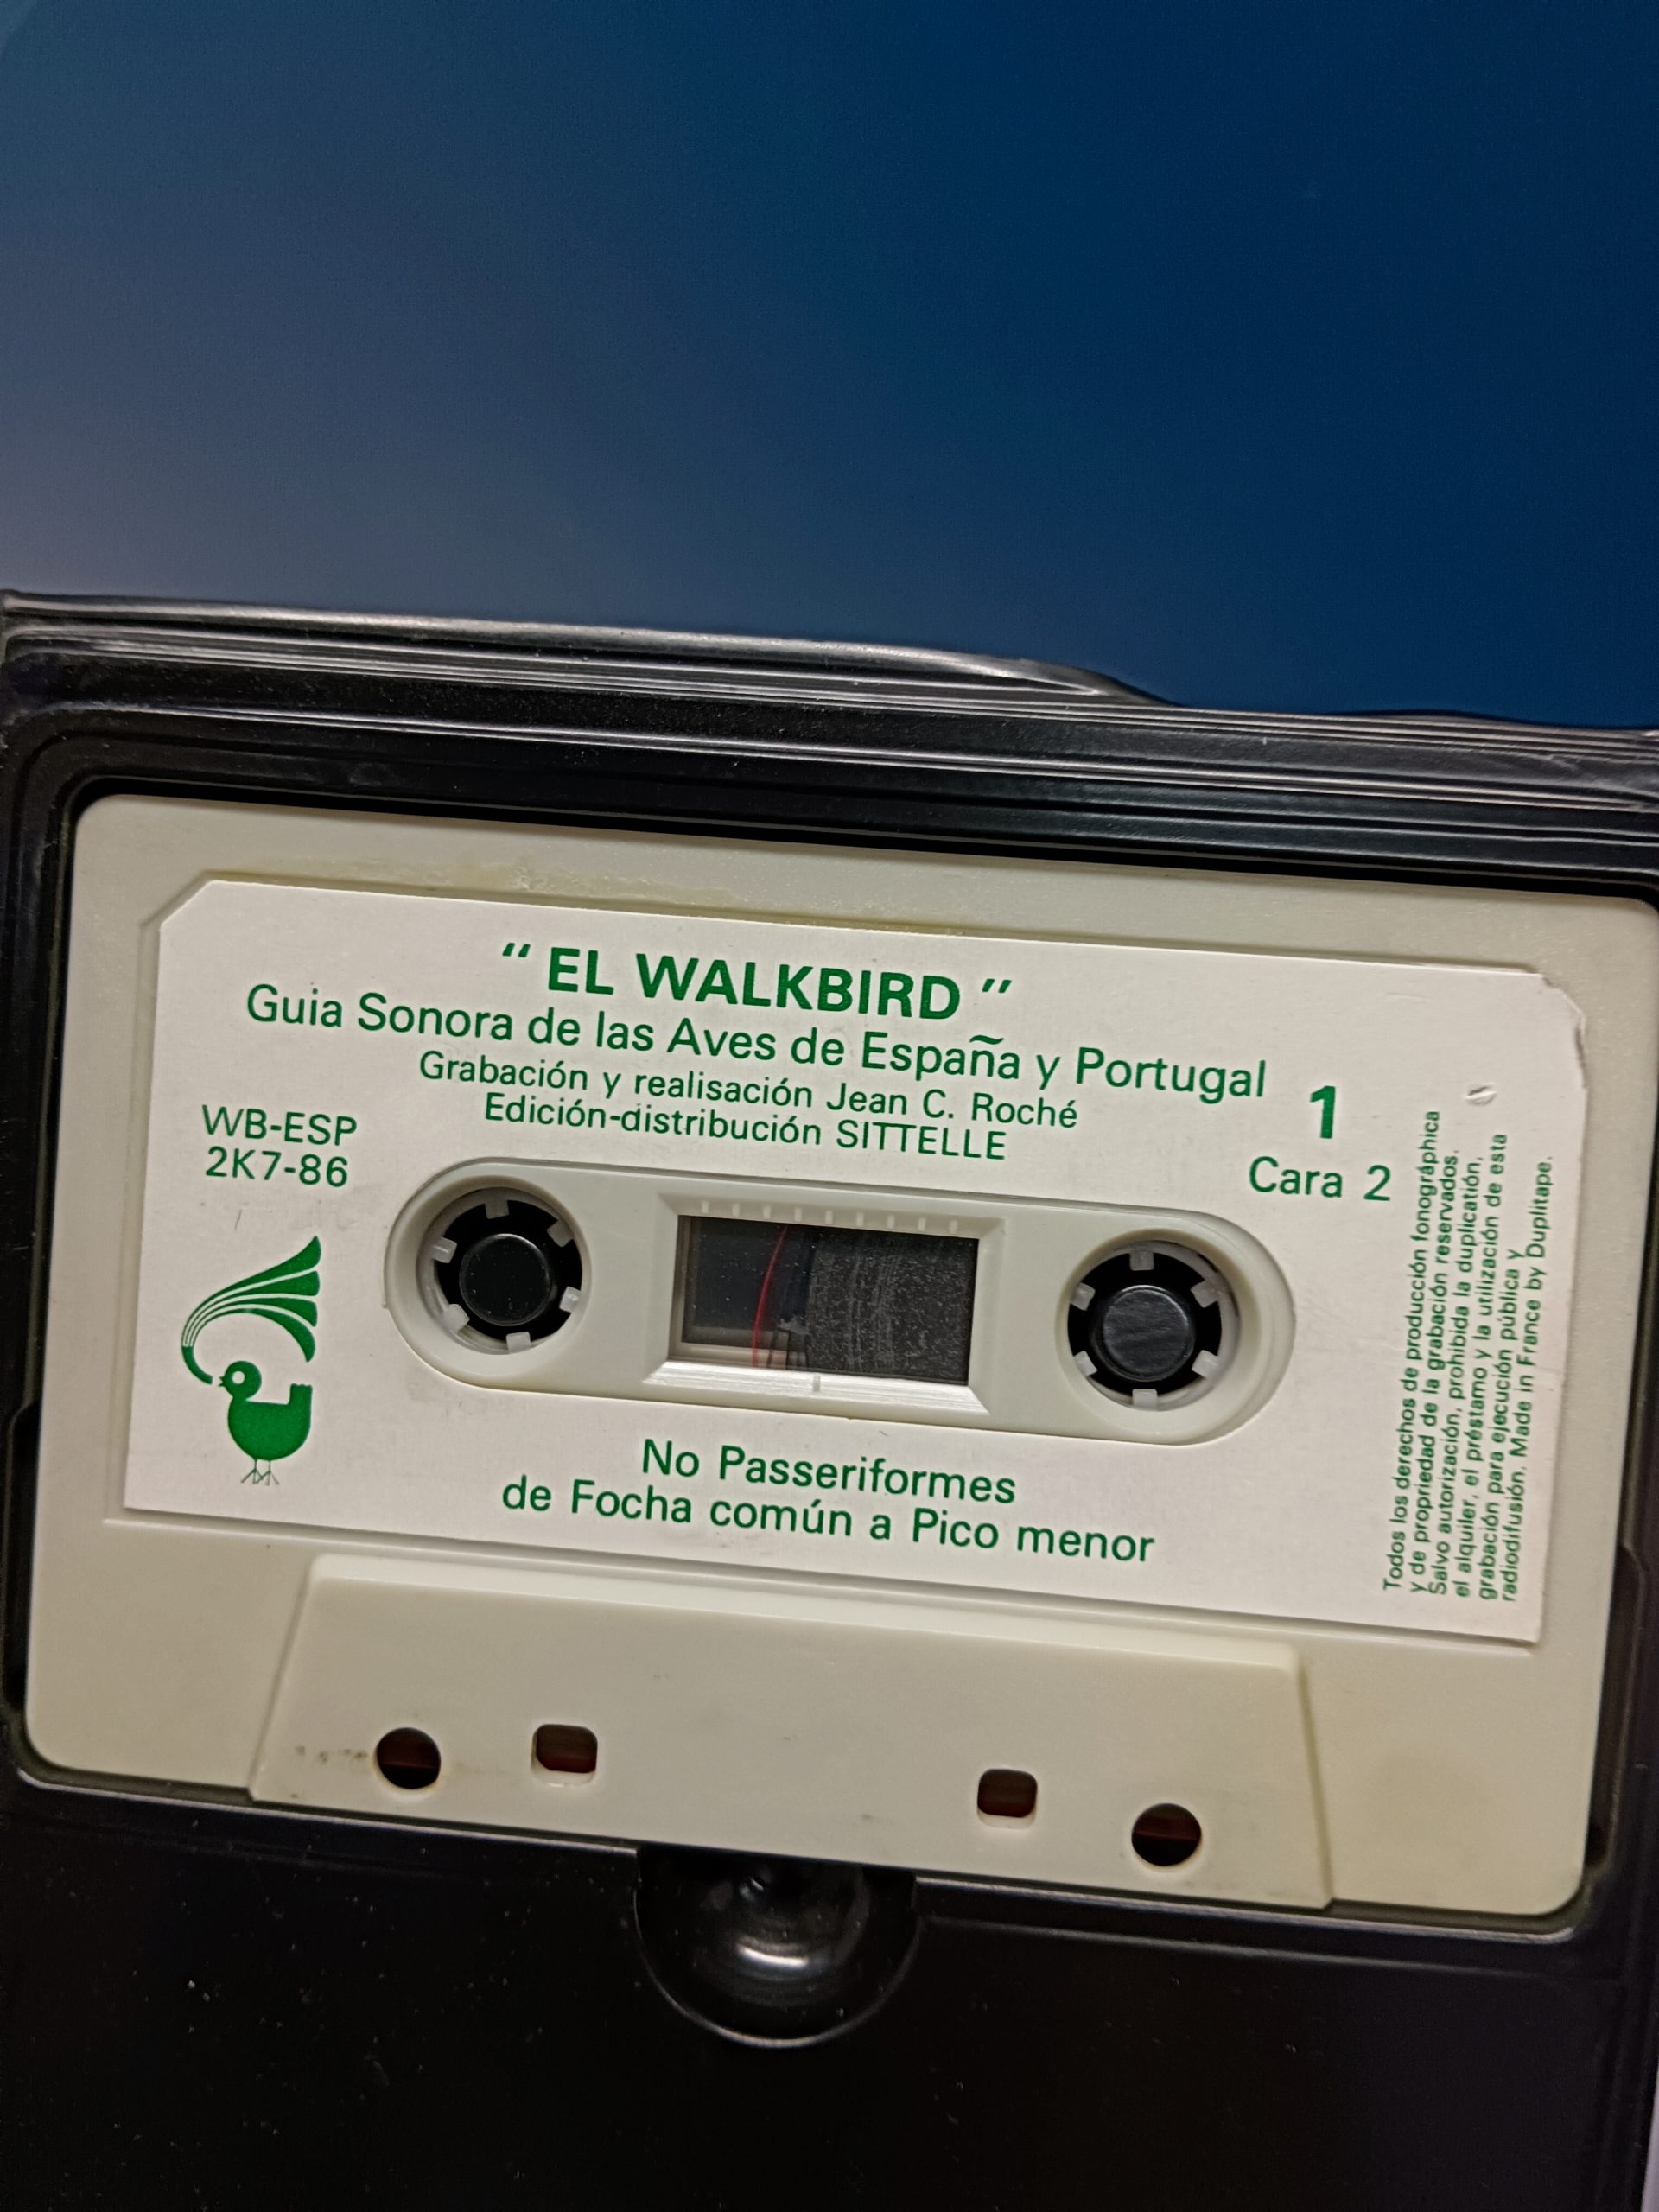 “ EL WALKBIRD ”
Guia Sonora de las Aves de España y Portugal
Grabación y realisación Jean C. Roché
Edición-distribución SITTELLE
WB-ESP
2K7-86
1
Cara 2
No Passeriformes
de Focha común a Pico menor
Todos los derechos de producción fonográphica
y de propriedad de la grabación reservados.
Salvo autorización, prohibida la duplicatión,
el alquiler, el préstamo y la utilización de esta
grabación para ejecución pública y
radiodifusión. Made in France by Duplitape.